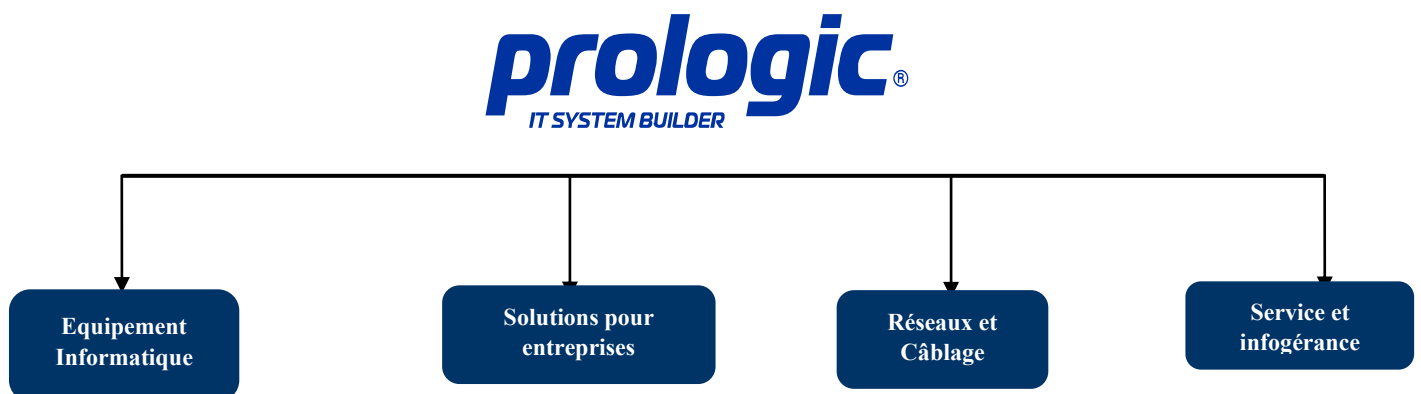 prologic®
IT SYSTEM BUILDER
Equipement
Informatique
Solutions pour
entreprises
Réseaux et
Câblage
Service et
infogérance